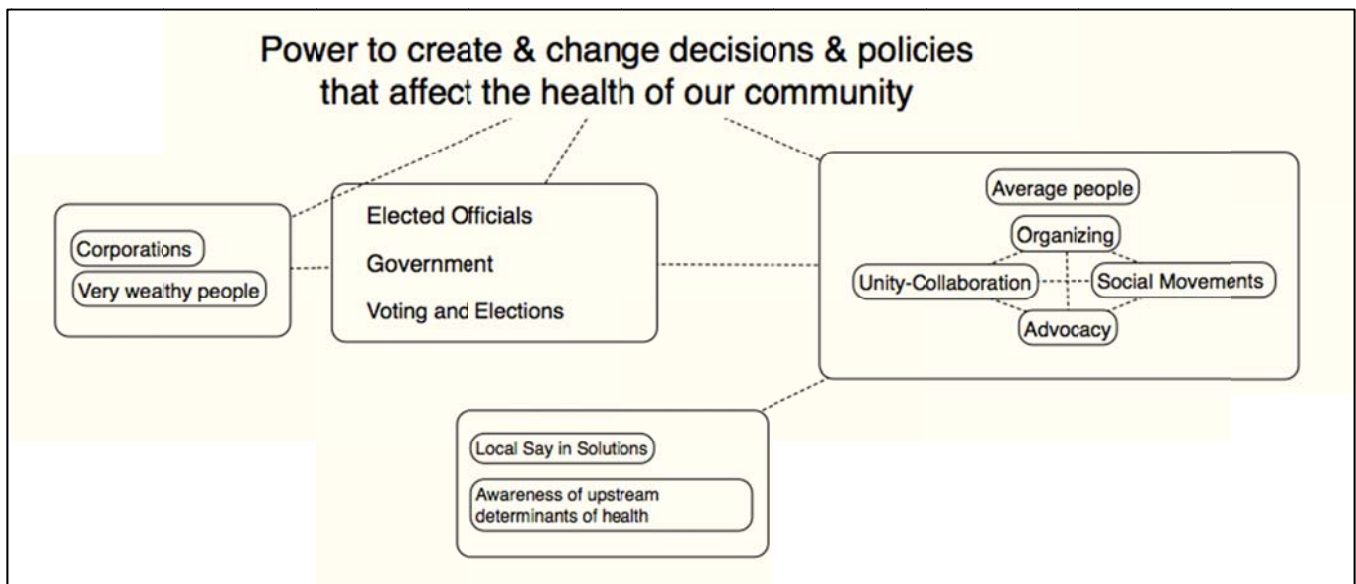 Power to create & change decisions & policies
that affect the health of our community
Corporations
Very wealthy people
Elected Officials
Government
Voting and Elections
Average people
Organizing
Unity-Collaboration
Social Movements
Advocacy
Local Say in Solutions
Awareness of upstream
determinants of health